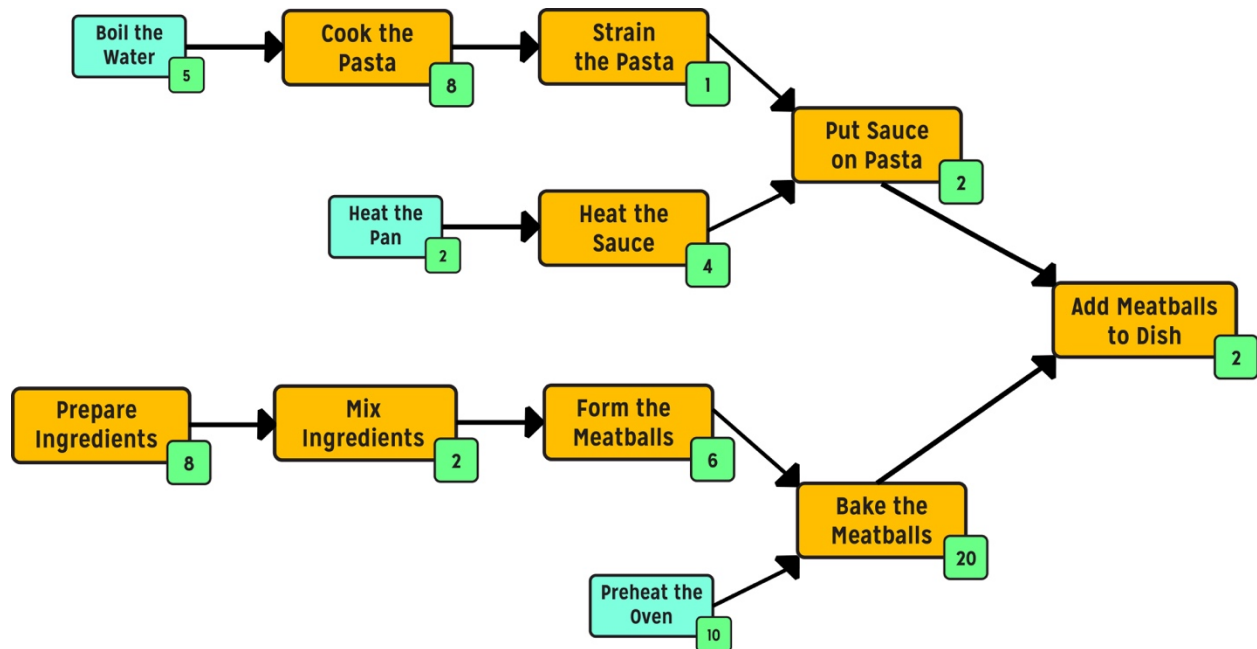 Boil the
Water
5
Cook the
Pasta
8
Strain
the Pasta
1
Put Sauce
on Pasta
2
Heat the
Pan
2
Heat the
Sauce
4
Add Meatballs
to Dish
2
Prepare
Ingredients
8
Mix
Ingredients
2
Form the
Meatballs
6
Bake the
Meatballs
20
Preheat the
Oven
10